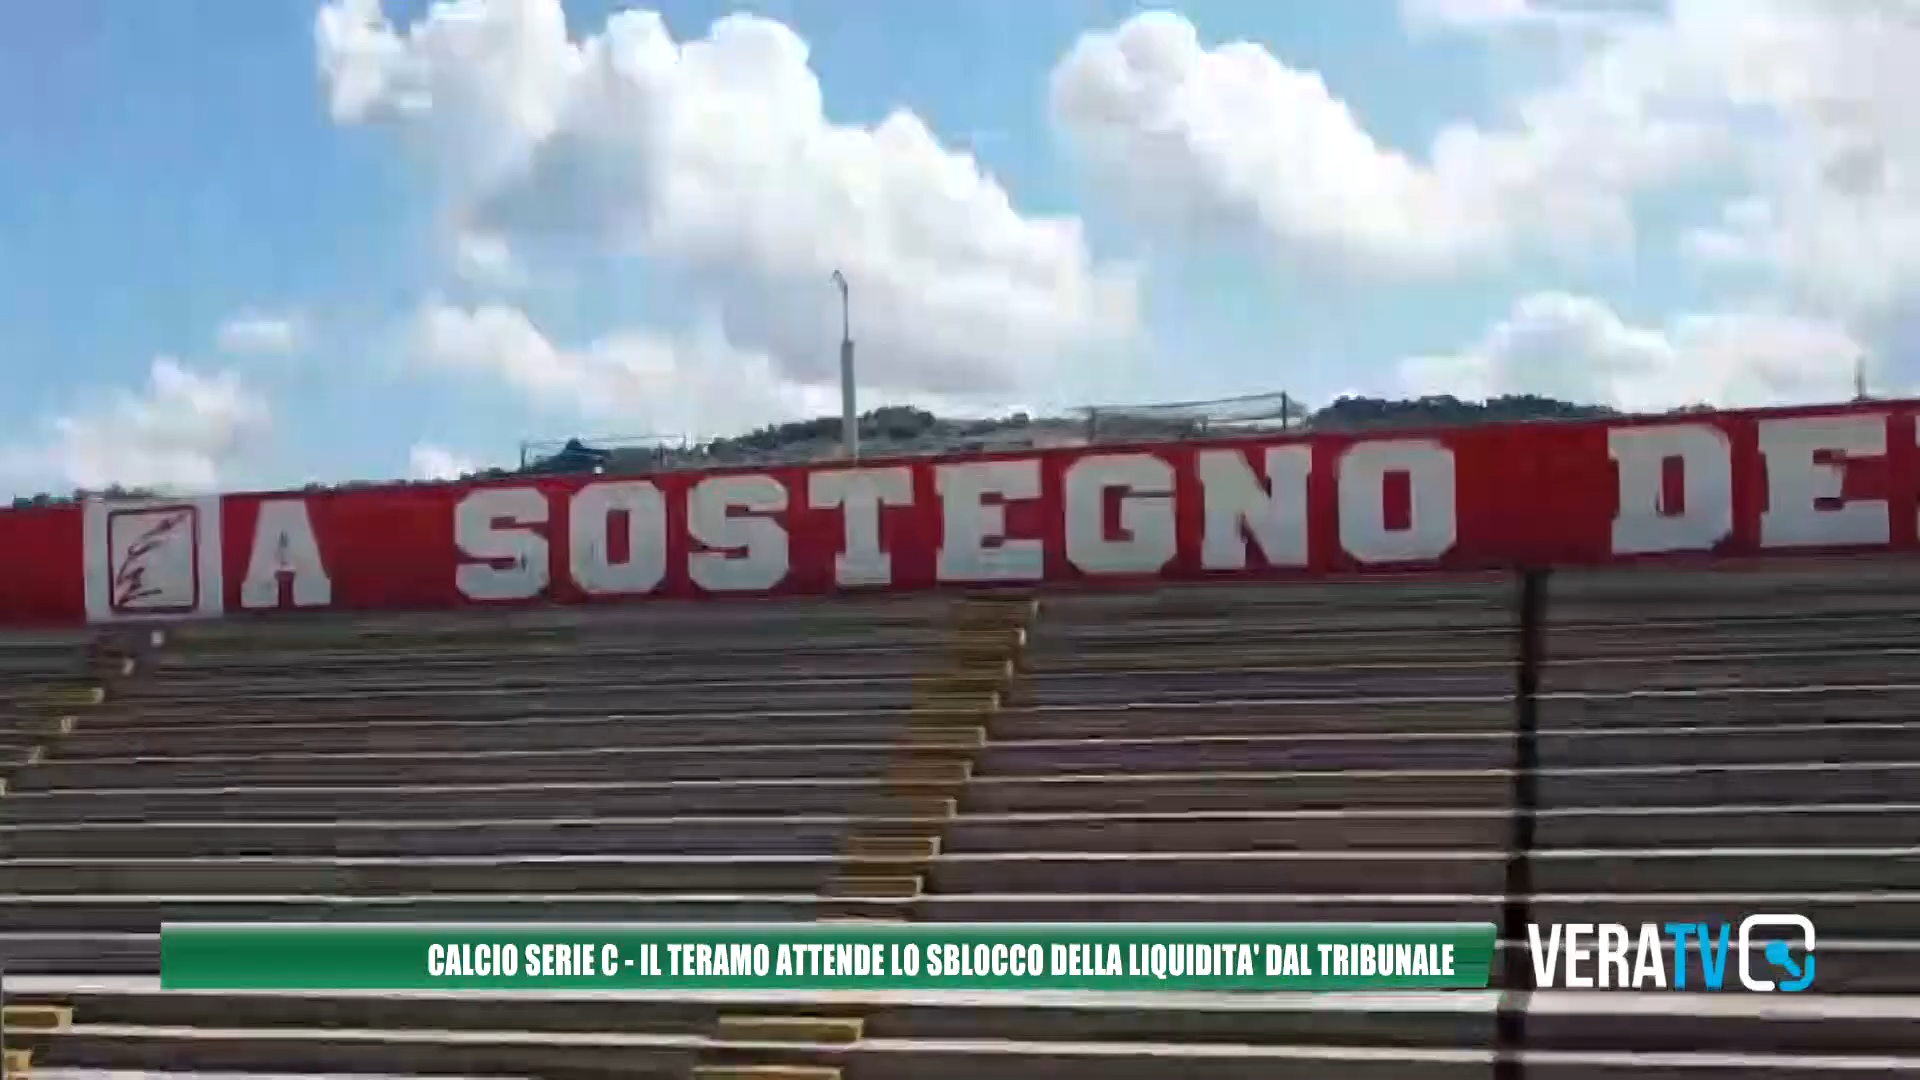 A SOSTEGNO DE
CALCIO SERIE C - IL TERAMO ATTENDE LO SBLOCCO DELLA LIQUIDITA' DAL TRIBUNALE
VERATV